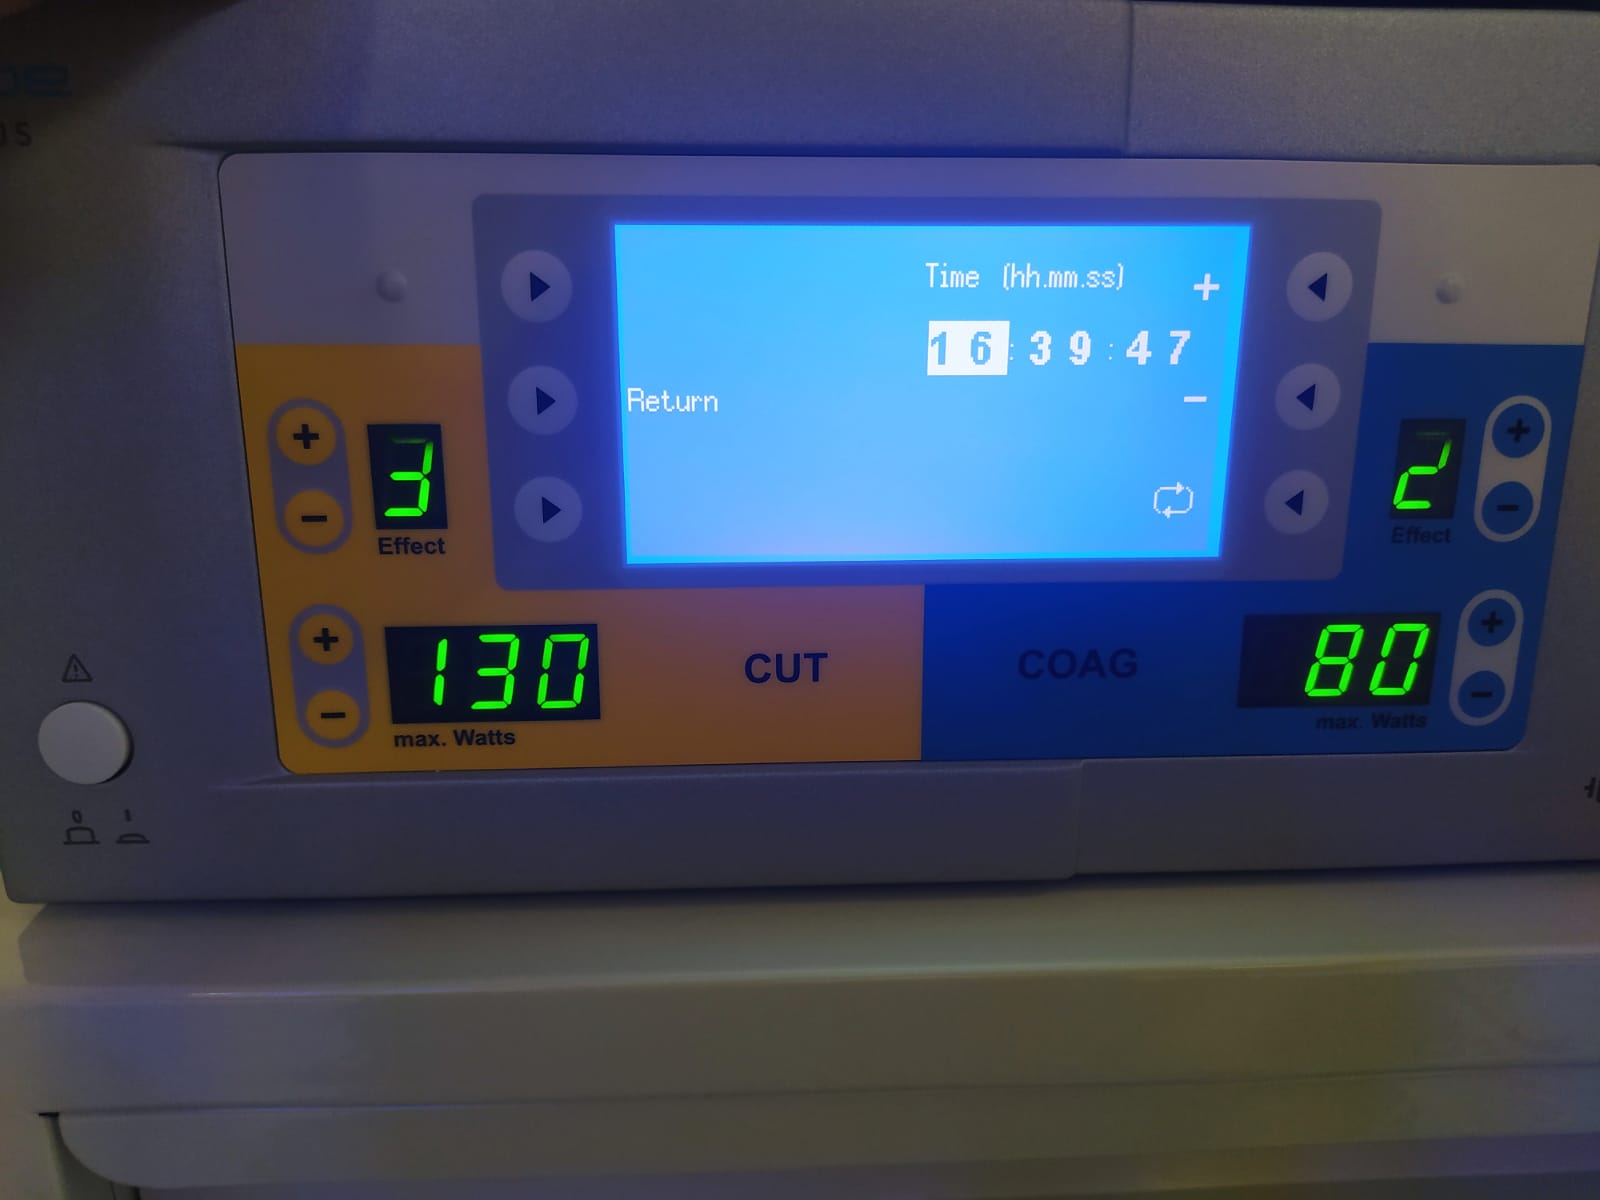 Time (hh.mm.ss) +
16:39:47
Return −
+
3
−
Effect
+
2
−
Effect
+
130
−
max. Watts
CUT
COAG
80
+
−
max. Watts
0 I